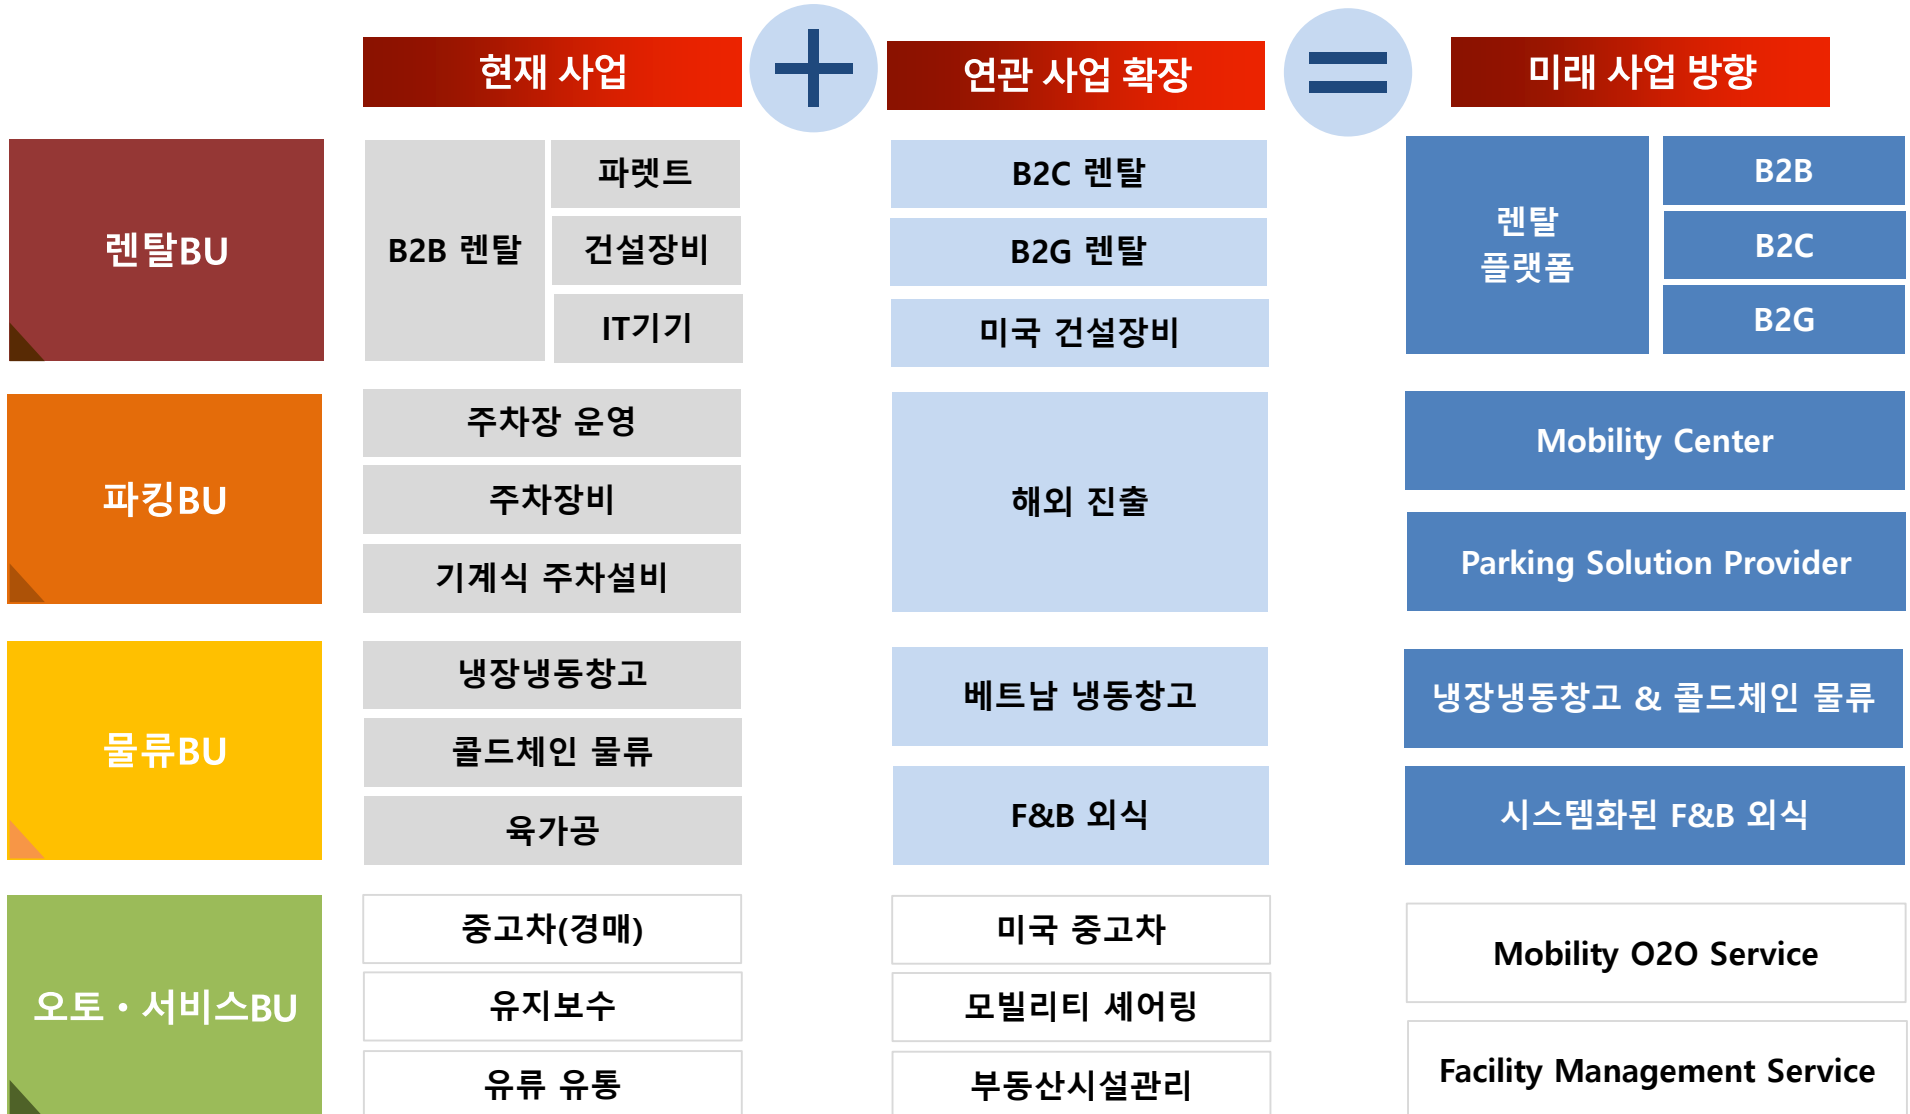 현재 사업
연관 사업 확장
미래 사업 방향
렌탈BU
B2B 렌탈
파렛트
건설장비
IT기기
B2C 렌탈
B2G 렌탈
미국 건설장비
렌탈
플랫폼
B2B
B2C
B2G
파킹BU
주차장 운영
주차장비
기계식 주차설비
해외 진출
Mobility Center
Parking Solution Provider
물류BU
냉장냉동창고
콜드체인 물류
육가공
베트남 냉동창고
F&B 외식
냉장냉동창고 & 콜드체인 물류
시스템화된 F&B 외식
오토・서비스BU
중고차(경매)
유지보수
유류 유통
미국 중고차
모빌리티 셰어링
부동산시설관리
Mobility O2O Service
Facility Management Service